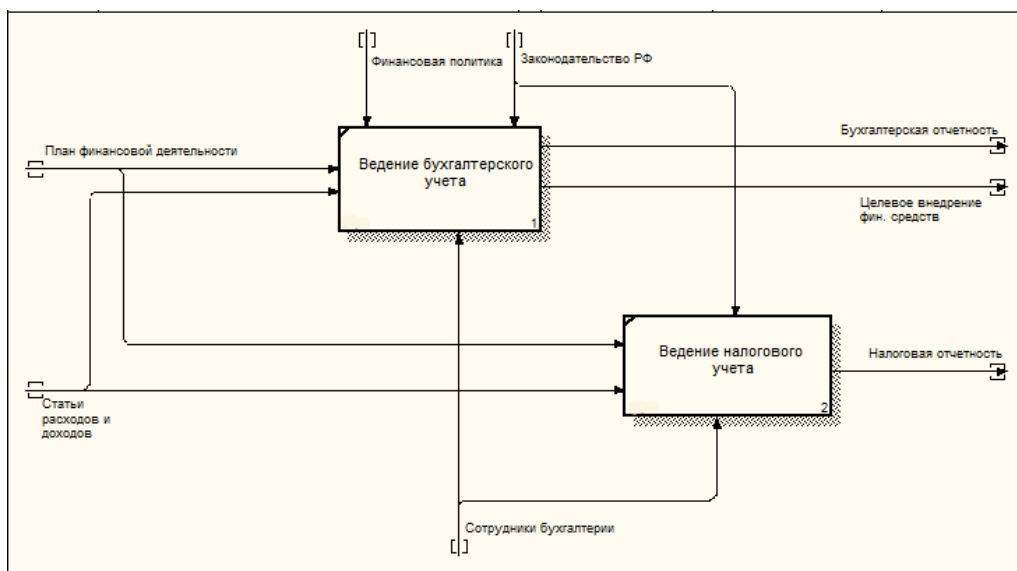 Финансовая политика
Законодательство РФ
План финансовой деятельности
Бухгалтерская отчетность
Ведение бухгалтерского
учета
1
Целевое внедрение
фин. средств
Ведение налогового
учета
2
Налоговая отчетность
Статьи
расходов и
доходов
Сотрудники бухгалтерии